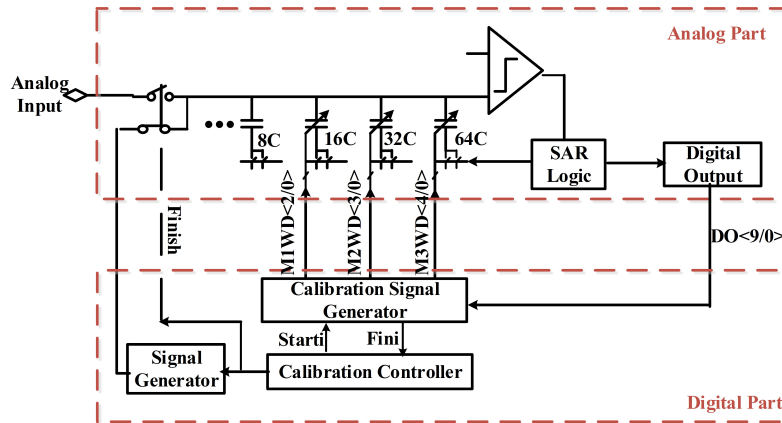 Analog Part
Analog
Input
8C
16C
32C
64C
SAR
Logic
Digital
Output
Finish
M1WD<2/0>
M2WD<3/0>
M3WD<4/0>
DO<9/0>
Calibration Signal
Generator
Starti
Fini
Signal
Generator
Calibration Controller
Digital Part